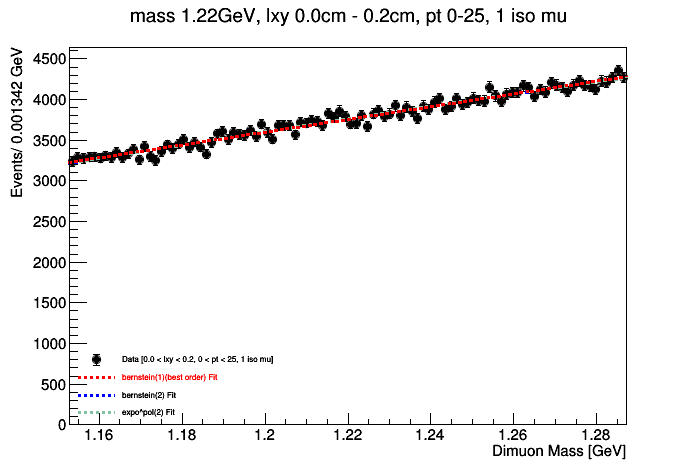 mass 1.22GeV, lxy 0.0cm - 0.2cm, pt 0-25, 1 iso mu
Events/ 0.001342 GeV
4500
4000
3500
3000
2500
2000
1500
1000
500
0
Data [0.0 < lxy < 0.2, 0 < pt < 25, 1 iso mu]
bernstein(1)(best order) Fit
bernstein(2) Fit
expo^pol(2) Fit
1.16 1.18 1.2 1.22 1.24 1.26 1.28
Dimuon Mass [GeV]